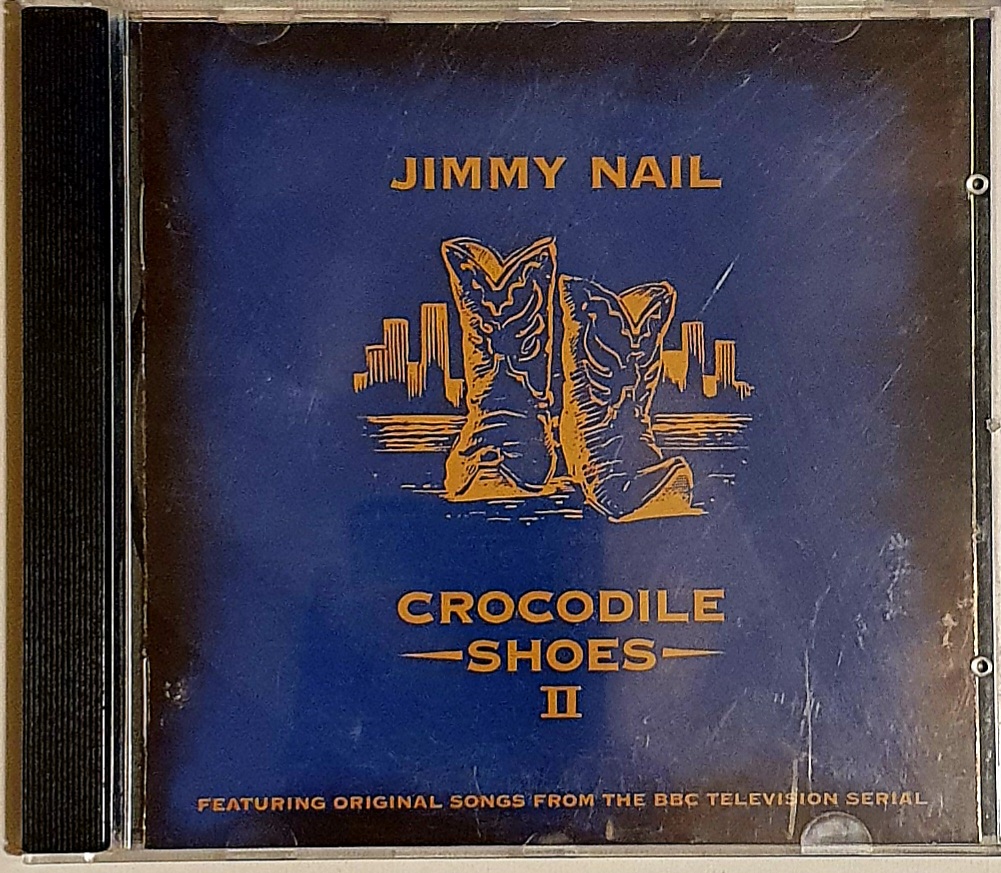 JIMMY NAIL
CROCODILE
SHOES
II
FEATURING ORIGINAL SONGS FROM THE BBC TELEVISION SERIAL